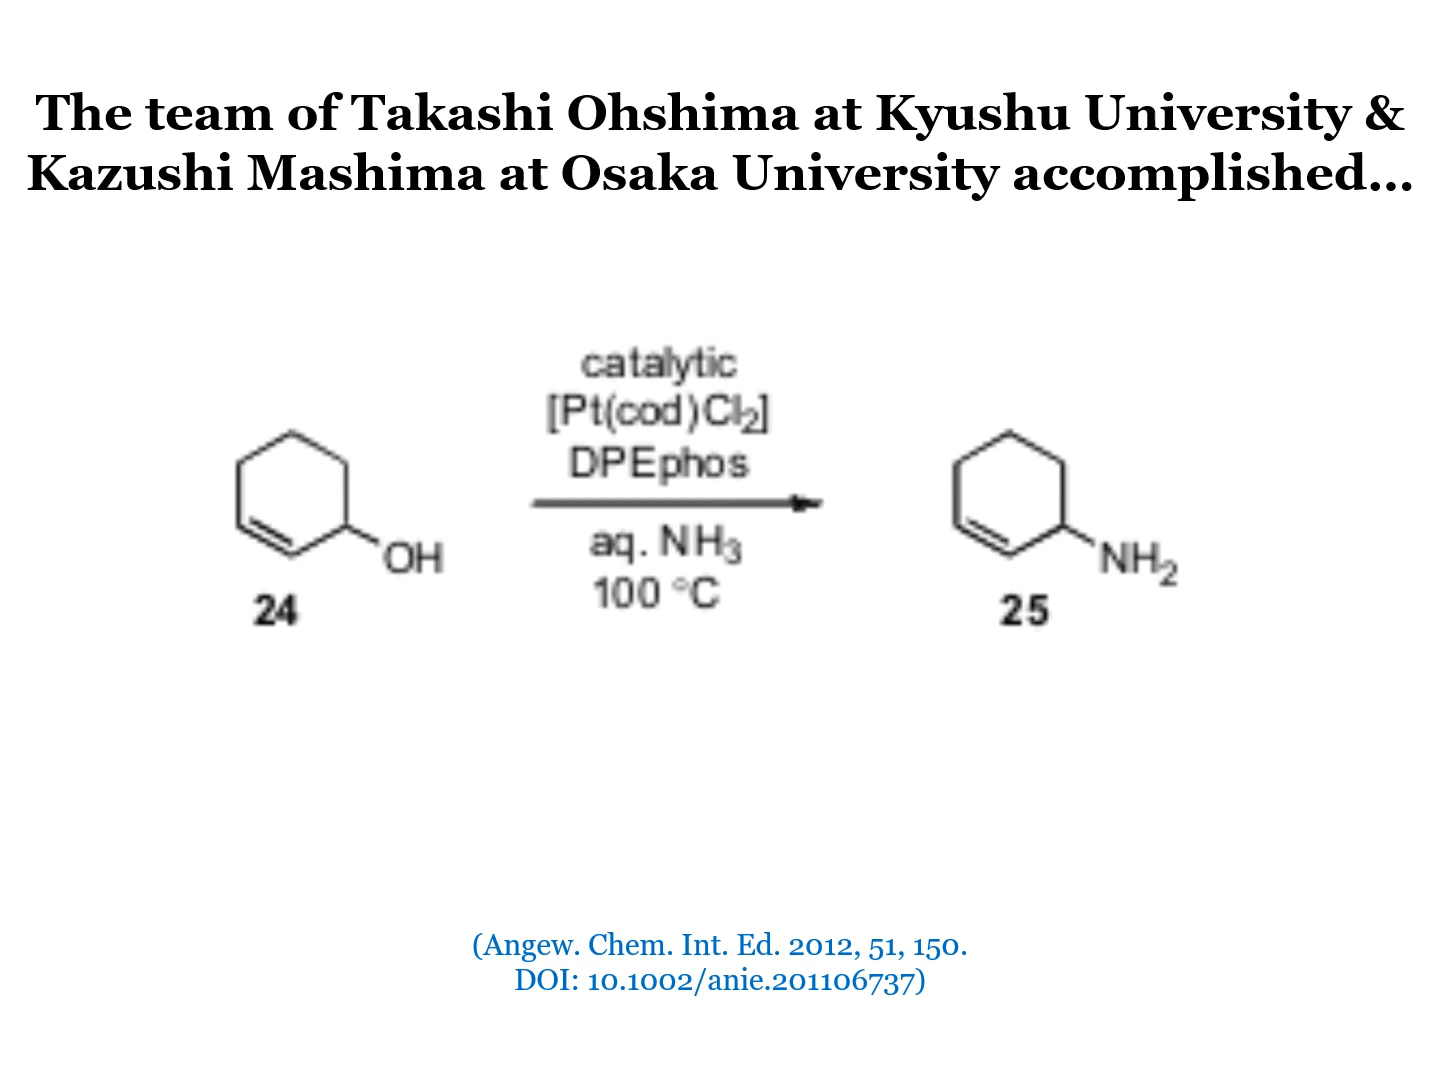 The team of Takashi Ohshima at Kyushu University &
Kazushi Mashima at Osaka University accomplished…
catalytic
[Pt(cod)Cl₂]
DPEphos
aq. NH₃
100 °C
OH
24
NH₂
25
(Angew. Chem. Int. Ed. 2012, 51, 150.
DOI: 10.1002/anie.201106737)